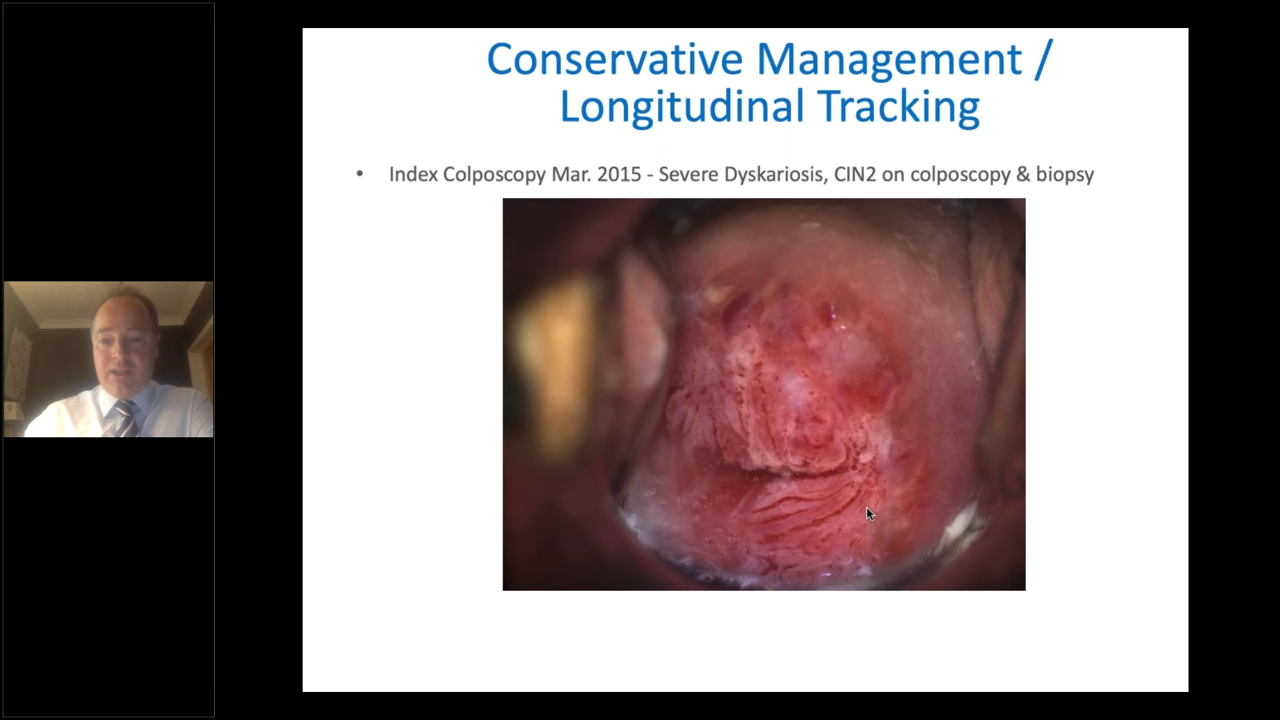 Conservative Management /
Longitudinal Tracking
• Index Colposcopy Mar. 2015 - Severe Dyskariosis, CIN2 on colposcopy & biopsy